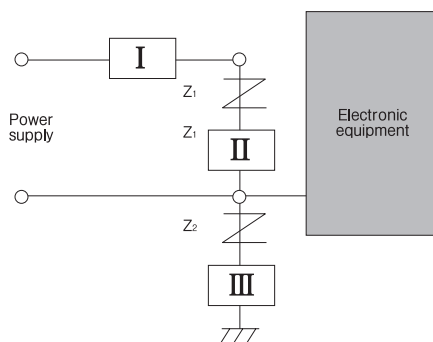 I
Z1
Power
supply
Z1
II
Electronic
equipment
Z2
III